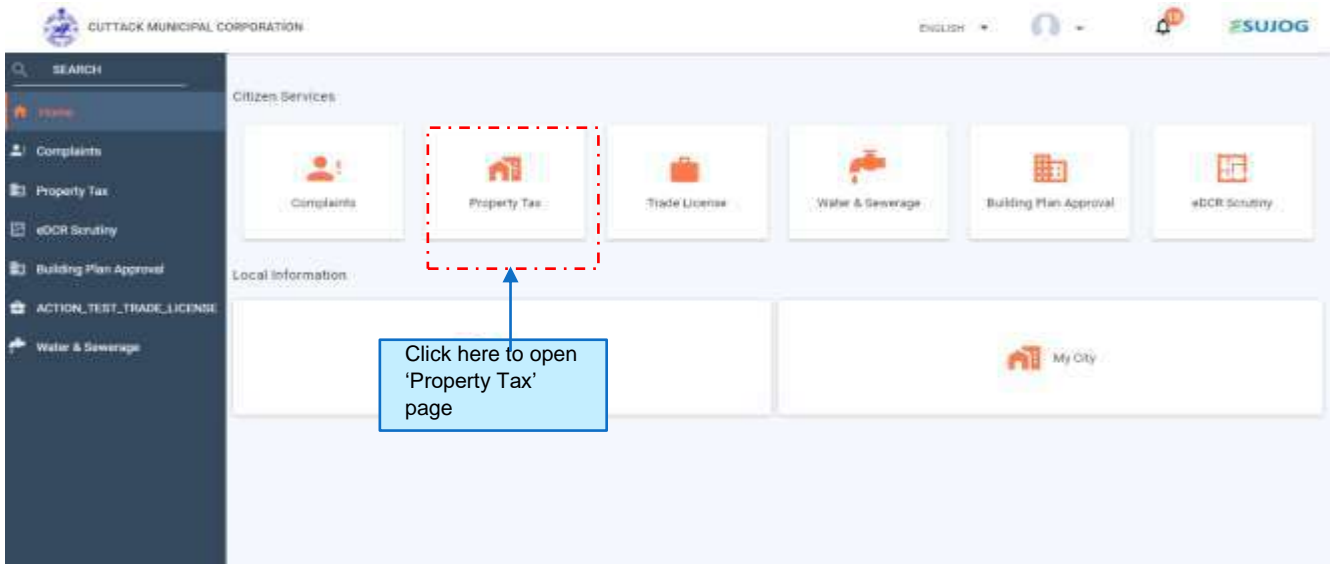 CUTTACK MUNICIPAL CORPORATION
ENGLISH
ESUJOG
SEARCH
Home
Complaints
Property Tax
eDCR Scrutiny
Building Plan Approval
ACTION_TEST_TRADE_LICENSE
Water & Sewerage
Citizen Services
Complaints
Property Tax
Trade License
Water & Sewerage
Building Plan Approval
eDCR Scrutiny
Local Information
My City
Click here to open
‘Property Tax’
page